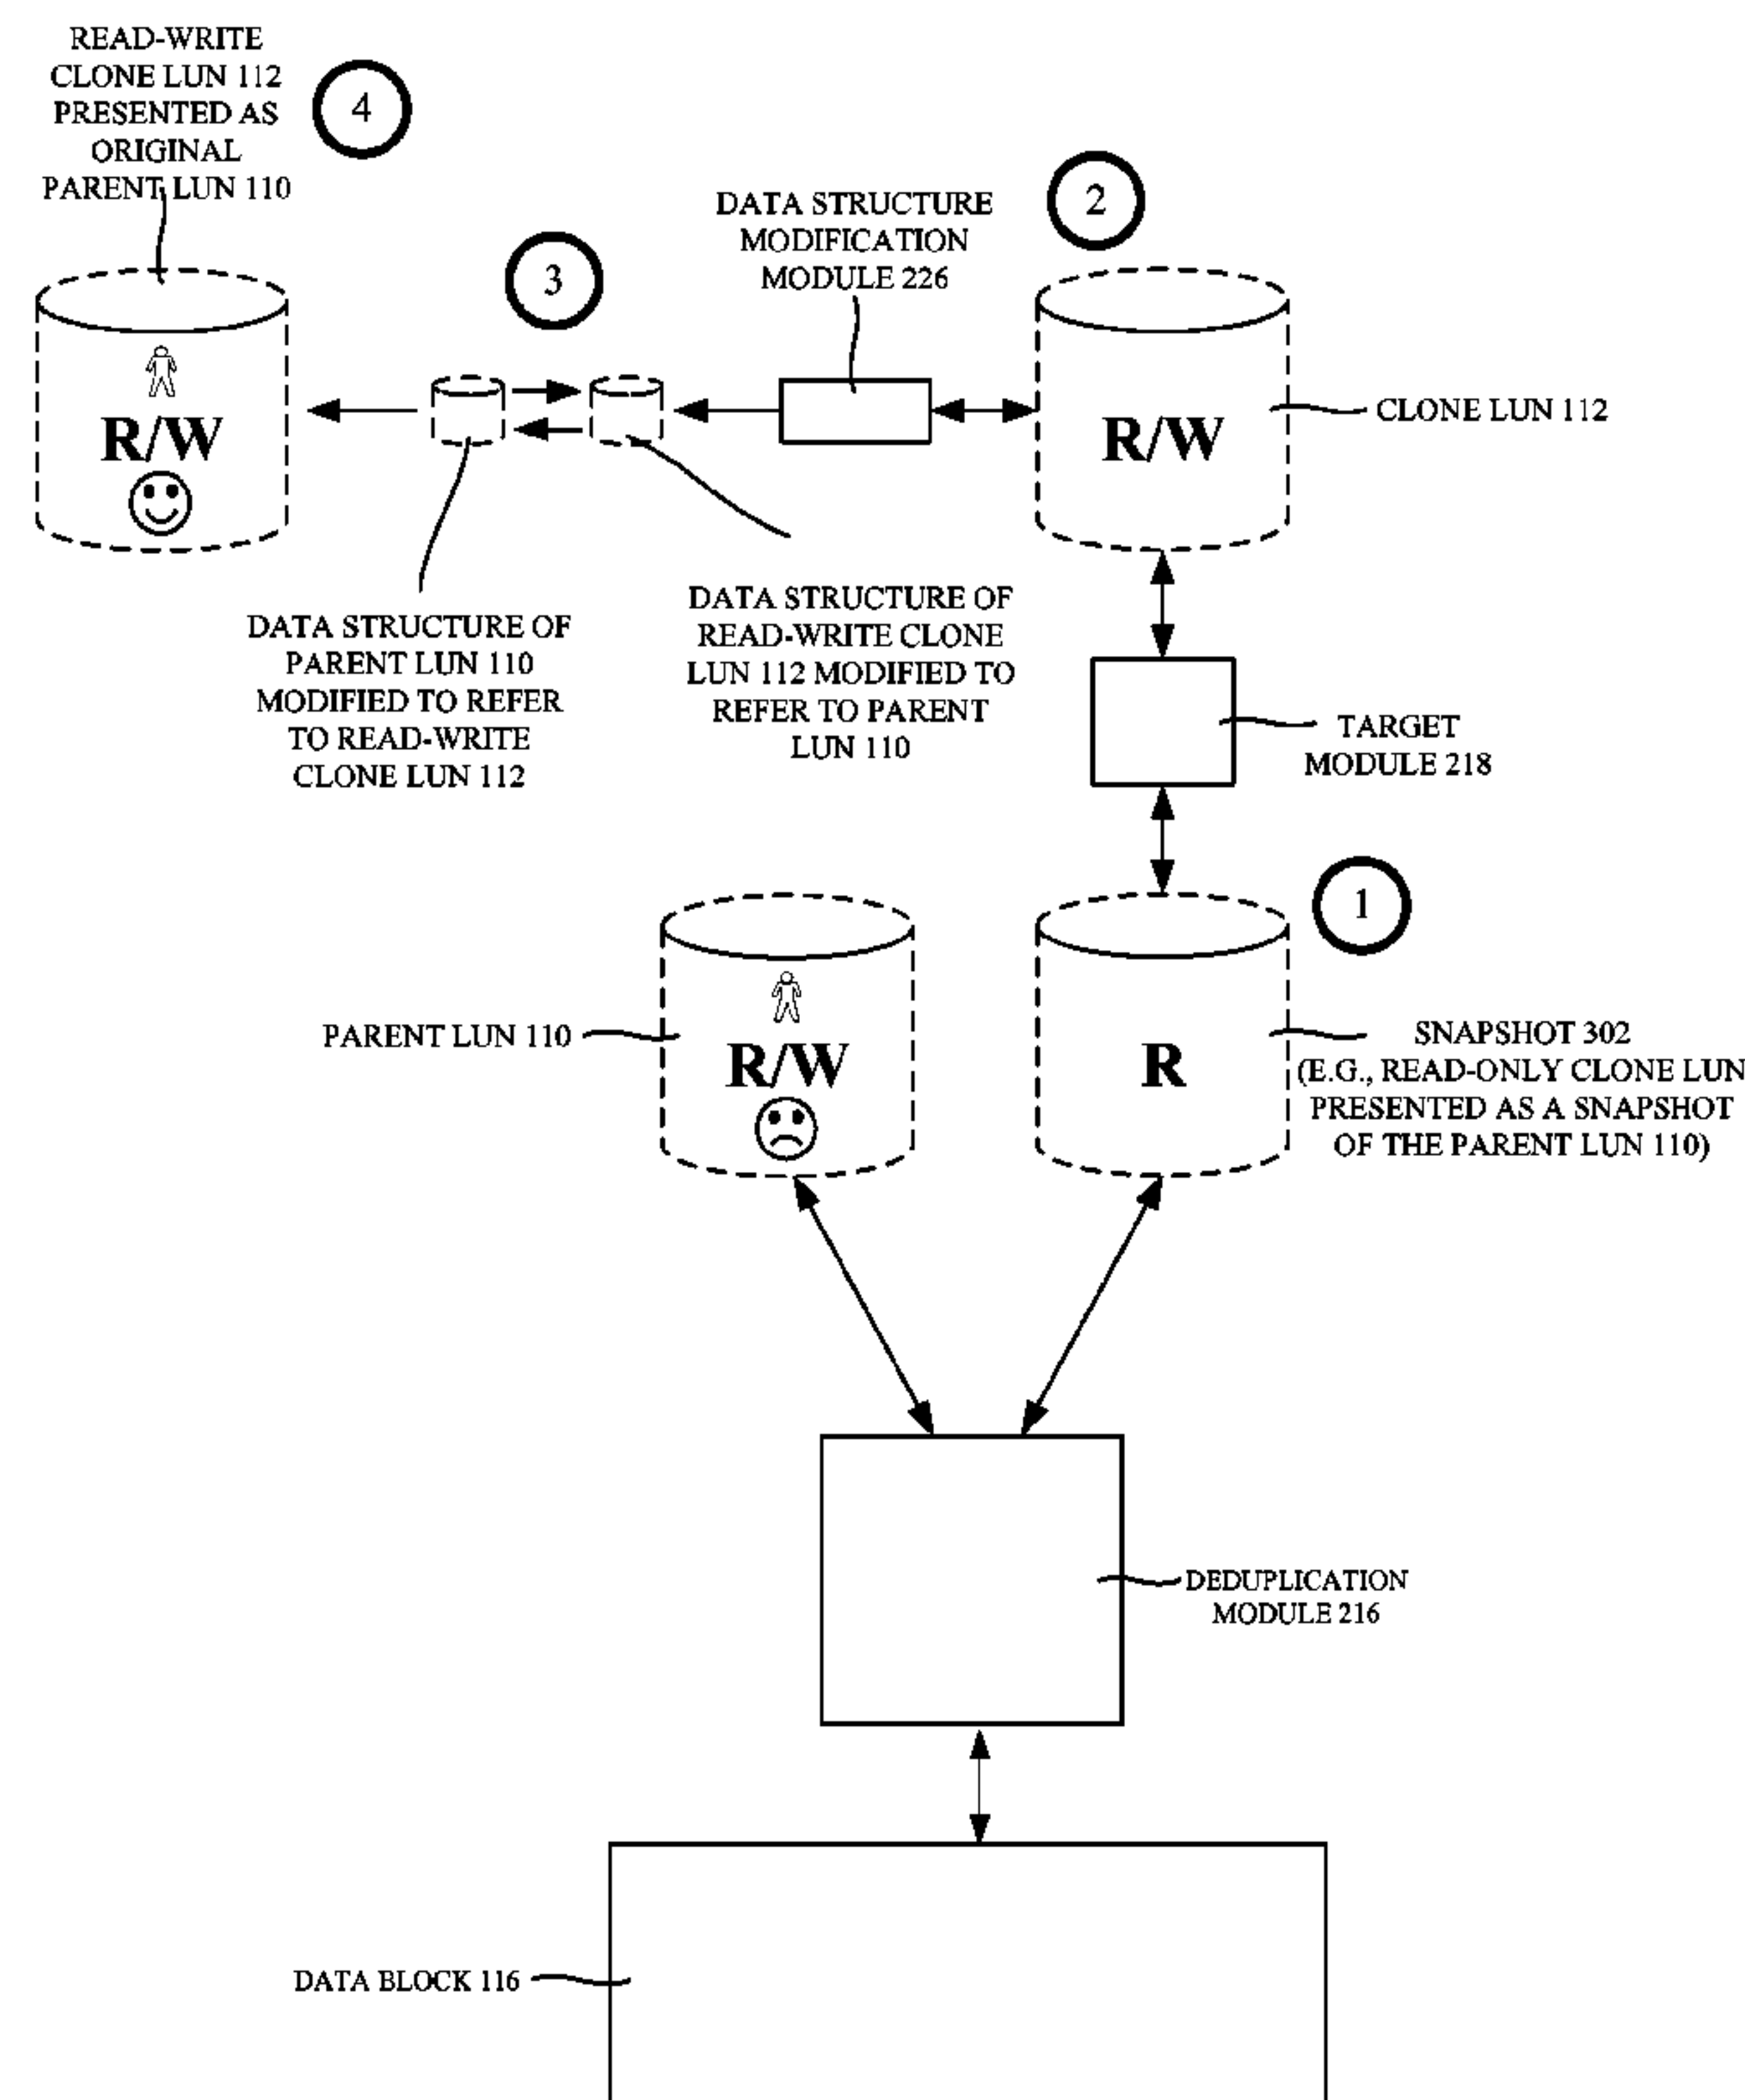 READ-WRITE
CLONE LUN 112
PRESENTED AS
ORIGINAL
PARENT LUN 110
4
2
DATA STRUCTURE
MODIFICATION
MODULE 226
3
R/W
R/W
CLONE LUN 112
DATA STRUCTURE OF
PARENT LUN 110
MODIFIED TO REFER
TO READ-WRITE
CLONE LUN 112
DATA STRUCTURE OF
READ-WRITE CLONE
LUN 112 MODIFIED TO
REFER TO PARENT
LUN 110
TARGET
MODULE 218
1
PARENT LUN 110
R/W
R
SNAPSHOT 302
(E.G., READ-ONLY CLONE LUN
PRESENTED AS A SNAPSHOT
OF THE PARENT LUN 110)
DEDUPLICATION
MODULE 216
DATA BLOCK 116